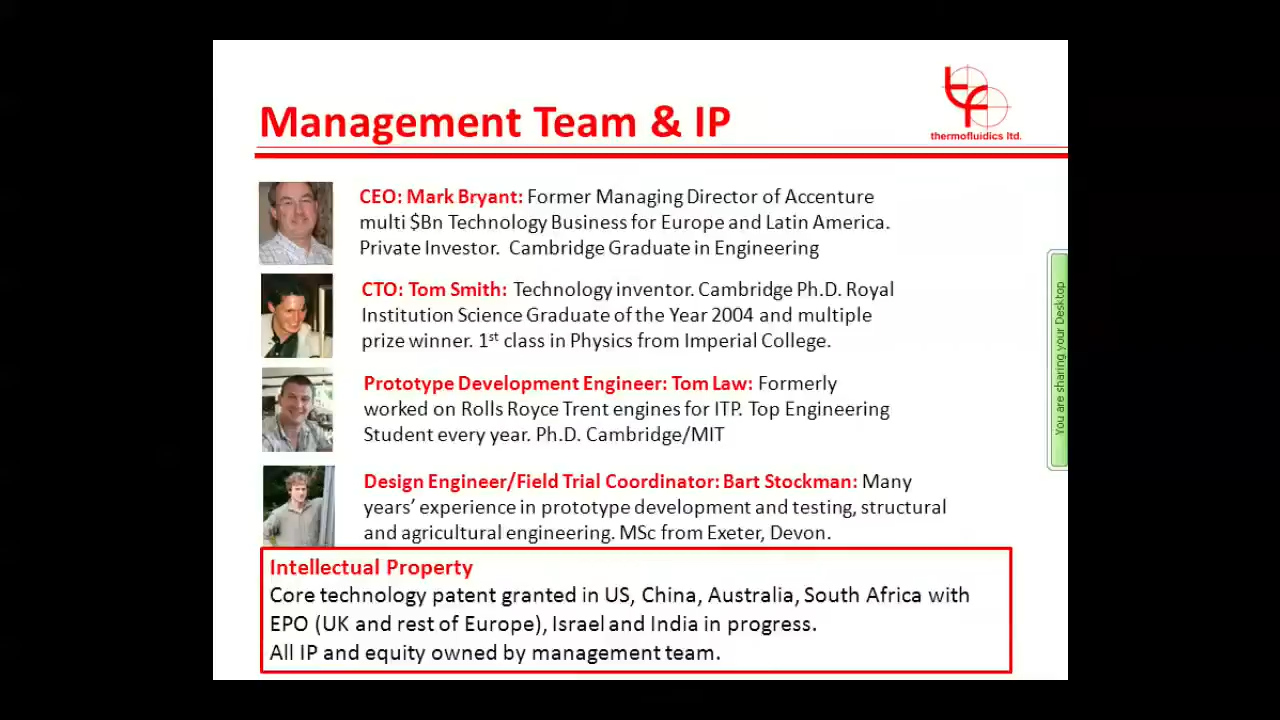 Management Team & IP
thermofluidics ltd.
CEO: Mark Bryant: Former Managing Director of Accenture
multi $Bn Technology Business for Europe and Latin America.
Private Investor. Cambridge Graduate in Engineering
CTO: Tom Smith: Technology inventor. Cambridge Ph.D. Royal
Institution Science Graduate of the Year 2004 and multiple
prize winner. 1st class in Physics from Imperial College.
Prototype Development Engineer: Tom Law: Formerly
worked on Rolls Royce Trent engines for ITP. Top Engineering
Student every year. Ph.D. Cambridge/MIT
Design Engineer/Field Trial Coordinator: Bart Stockman: Many
years’ experience in prototype development and testing, structural
and agricultural engineering. MSc from Exeter, Devon.
Intellectual Property
Core technology patent granted in US, China, Australia, South Africa with
EPO (UK and rest of Europe), Israel and India in progress.
All IP and equity owned by management team.
You are sharing your Desktop